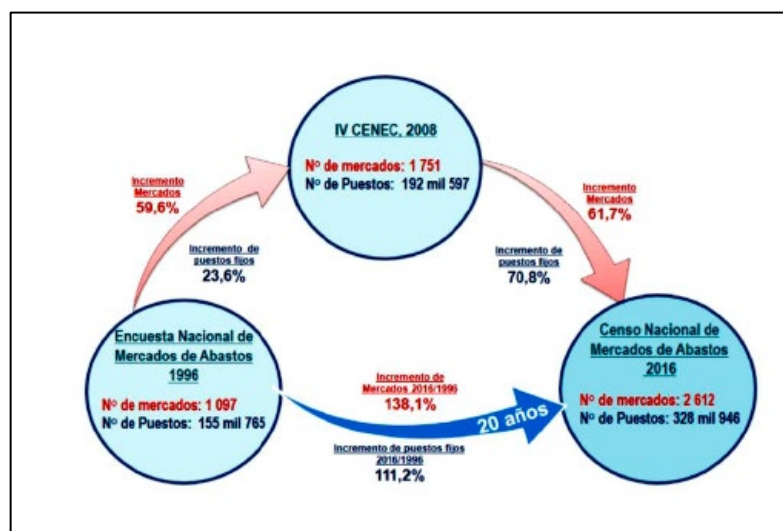 IV CENEC, 2008
Nº de mercados: 1 751
Nº de Puestos: 192 mil 597
Incremento
Mercados
59,6%
Incremento de
puestos fijos
23,6%
Incremento
Mercados
61,7%
Incremento de
puestos fijos
70,8%
Encuesta Nacional de
Mercados de Abastos
1996
Nº de mercados: 1 097
Nº de Puestos: 155 mil 765
Incremento de
Mercados 2016/1996
138,1%
20 años
Incremento de puestos fijos
2016/1996
111,2%
Censo Nacional de
Mercados de Abastos
2016
Nº de mercados: 2 612
Nº de Puestos: 328 mil 946